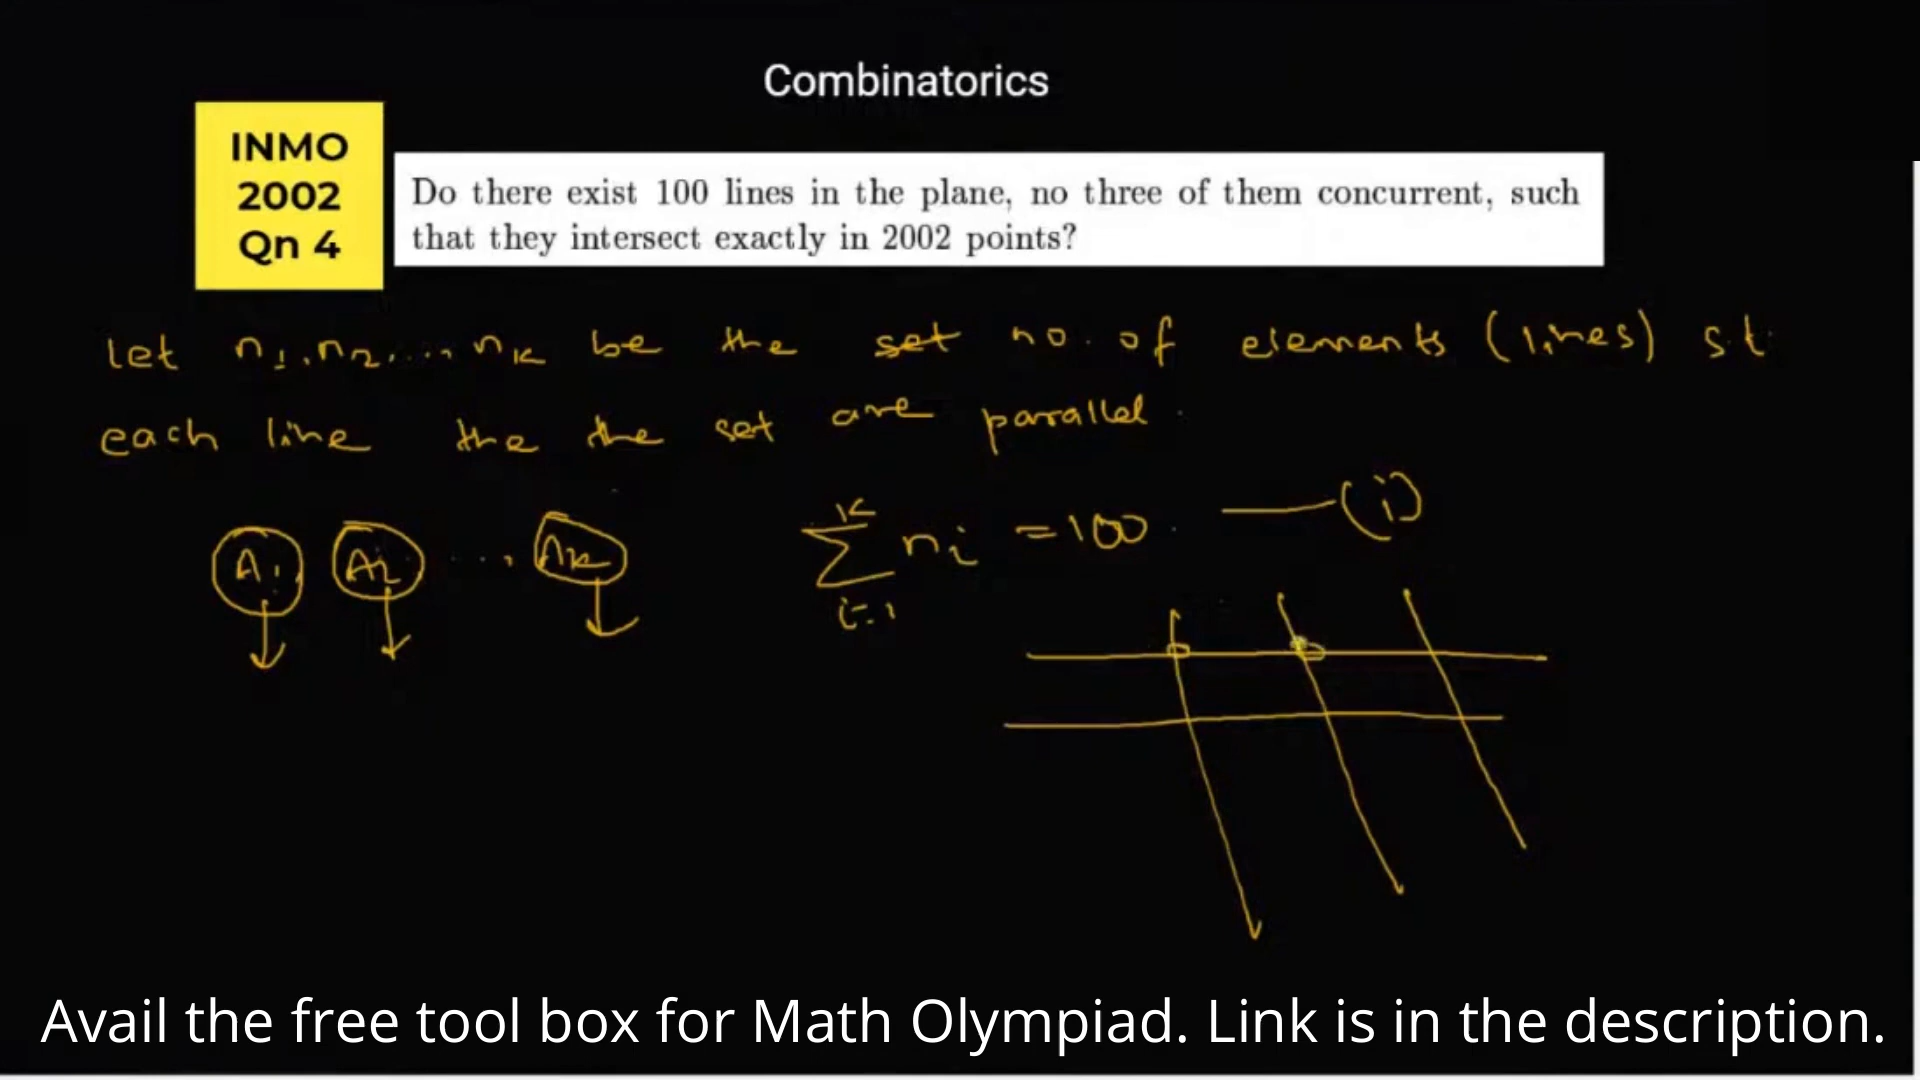 Combinatorics
INMO
2002
Qn 4
Do there exist 100 lines in the plane, no three of them concurrent, such
that they intersect exactly in 2002 points?
Let n1, n2, ..., nk be the set no. of elements (lines) st
each line the the set are parallel.
A1 A2 ... Ak
k
∑ ni = 100 — (i)
i=1
Avail the free tool box for Math Olympiad. Link is in the description.